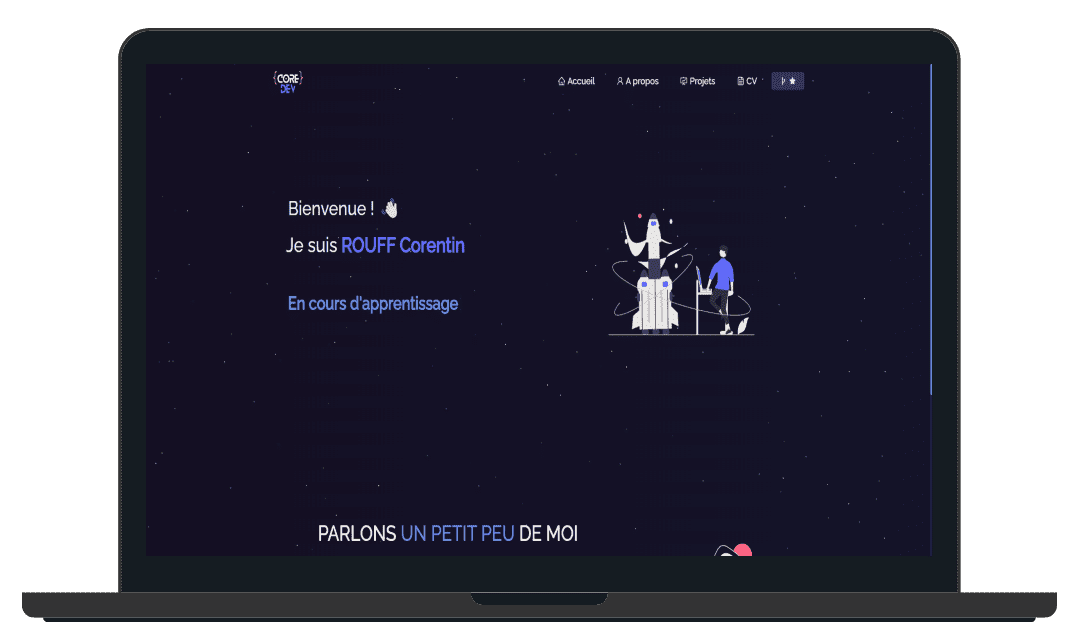 {CORE}
DEV
Accueil
A propos
Projets
CV
Bienvenue !
Je suis ROUFF Corentin
En cours d'apprentissage
PARLONS UN PETIT PEU DE MOI